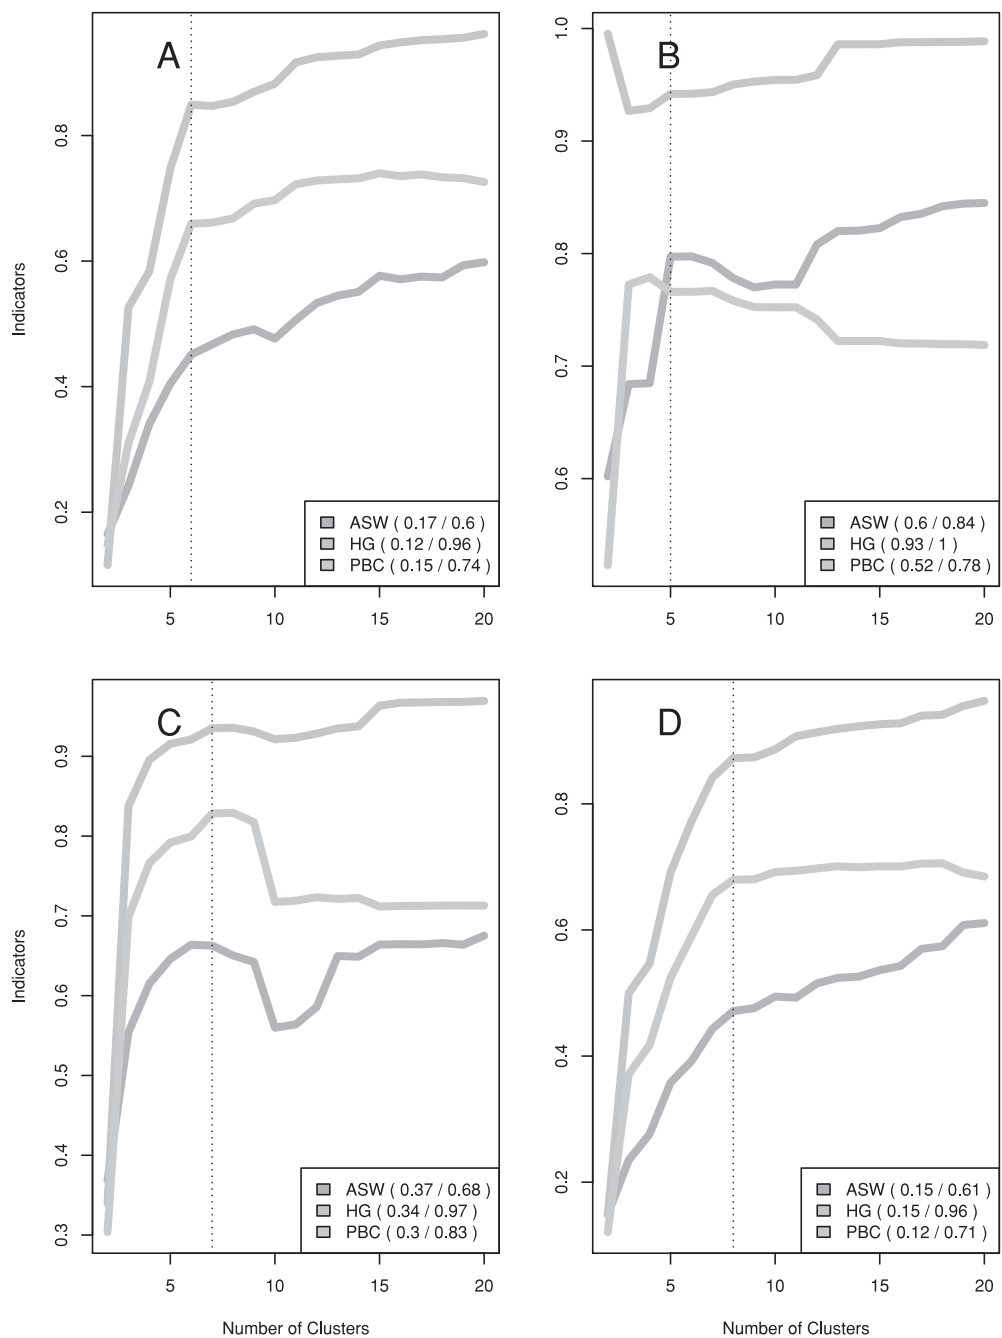 A
0.8
0.6
0.4
0.2
Indicators
ASW ( 0.17 / 0.6 )
HG ( 0.12 / 0.96 )
PBC ( 0.15 / 0.74 )
5 10 15 20
B
1.0
0.9
0.8
0.7
0.6
ASW ( 0.6 / 0.84 )
HG ( 0.93 / 1 )
PBC ( 0.52 / 0.78 )
5 10 15 20
C
0.9
0.8
0.7
0.6
0.5
0.4
0.3
Indicators
ASW ( 0.37 / 0.68 )
HG ( 0.34 / 0.97 )
PBC ( 0.3 / 0.83 )
5 10 15 20
Number of Clusters
D
0.8
0.6
0.4
0.2
ASW ( 0.15 / 0.61 )
HG ( 0.15 / 0.96 )
PBC ( 0.12 / 0.71 )
5 10 15 20
Number of Clusters